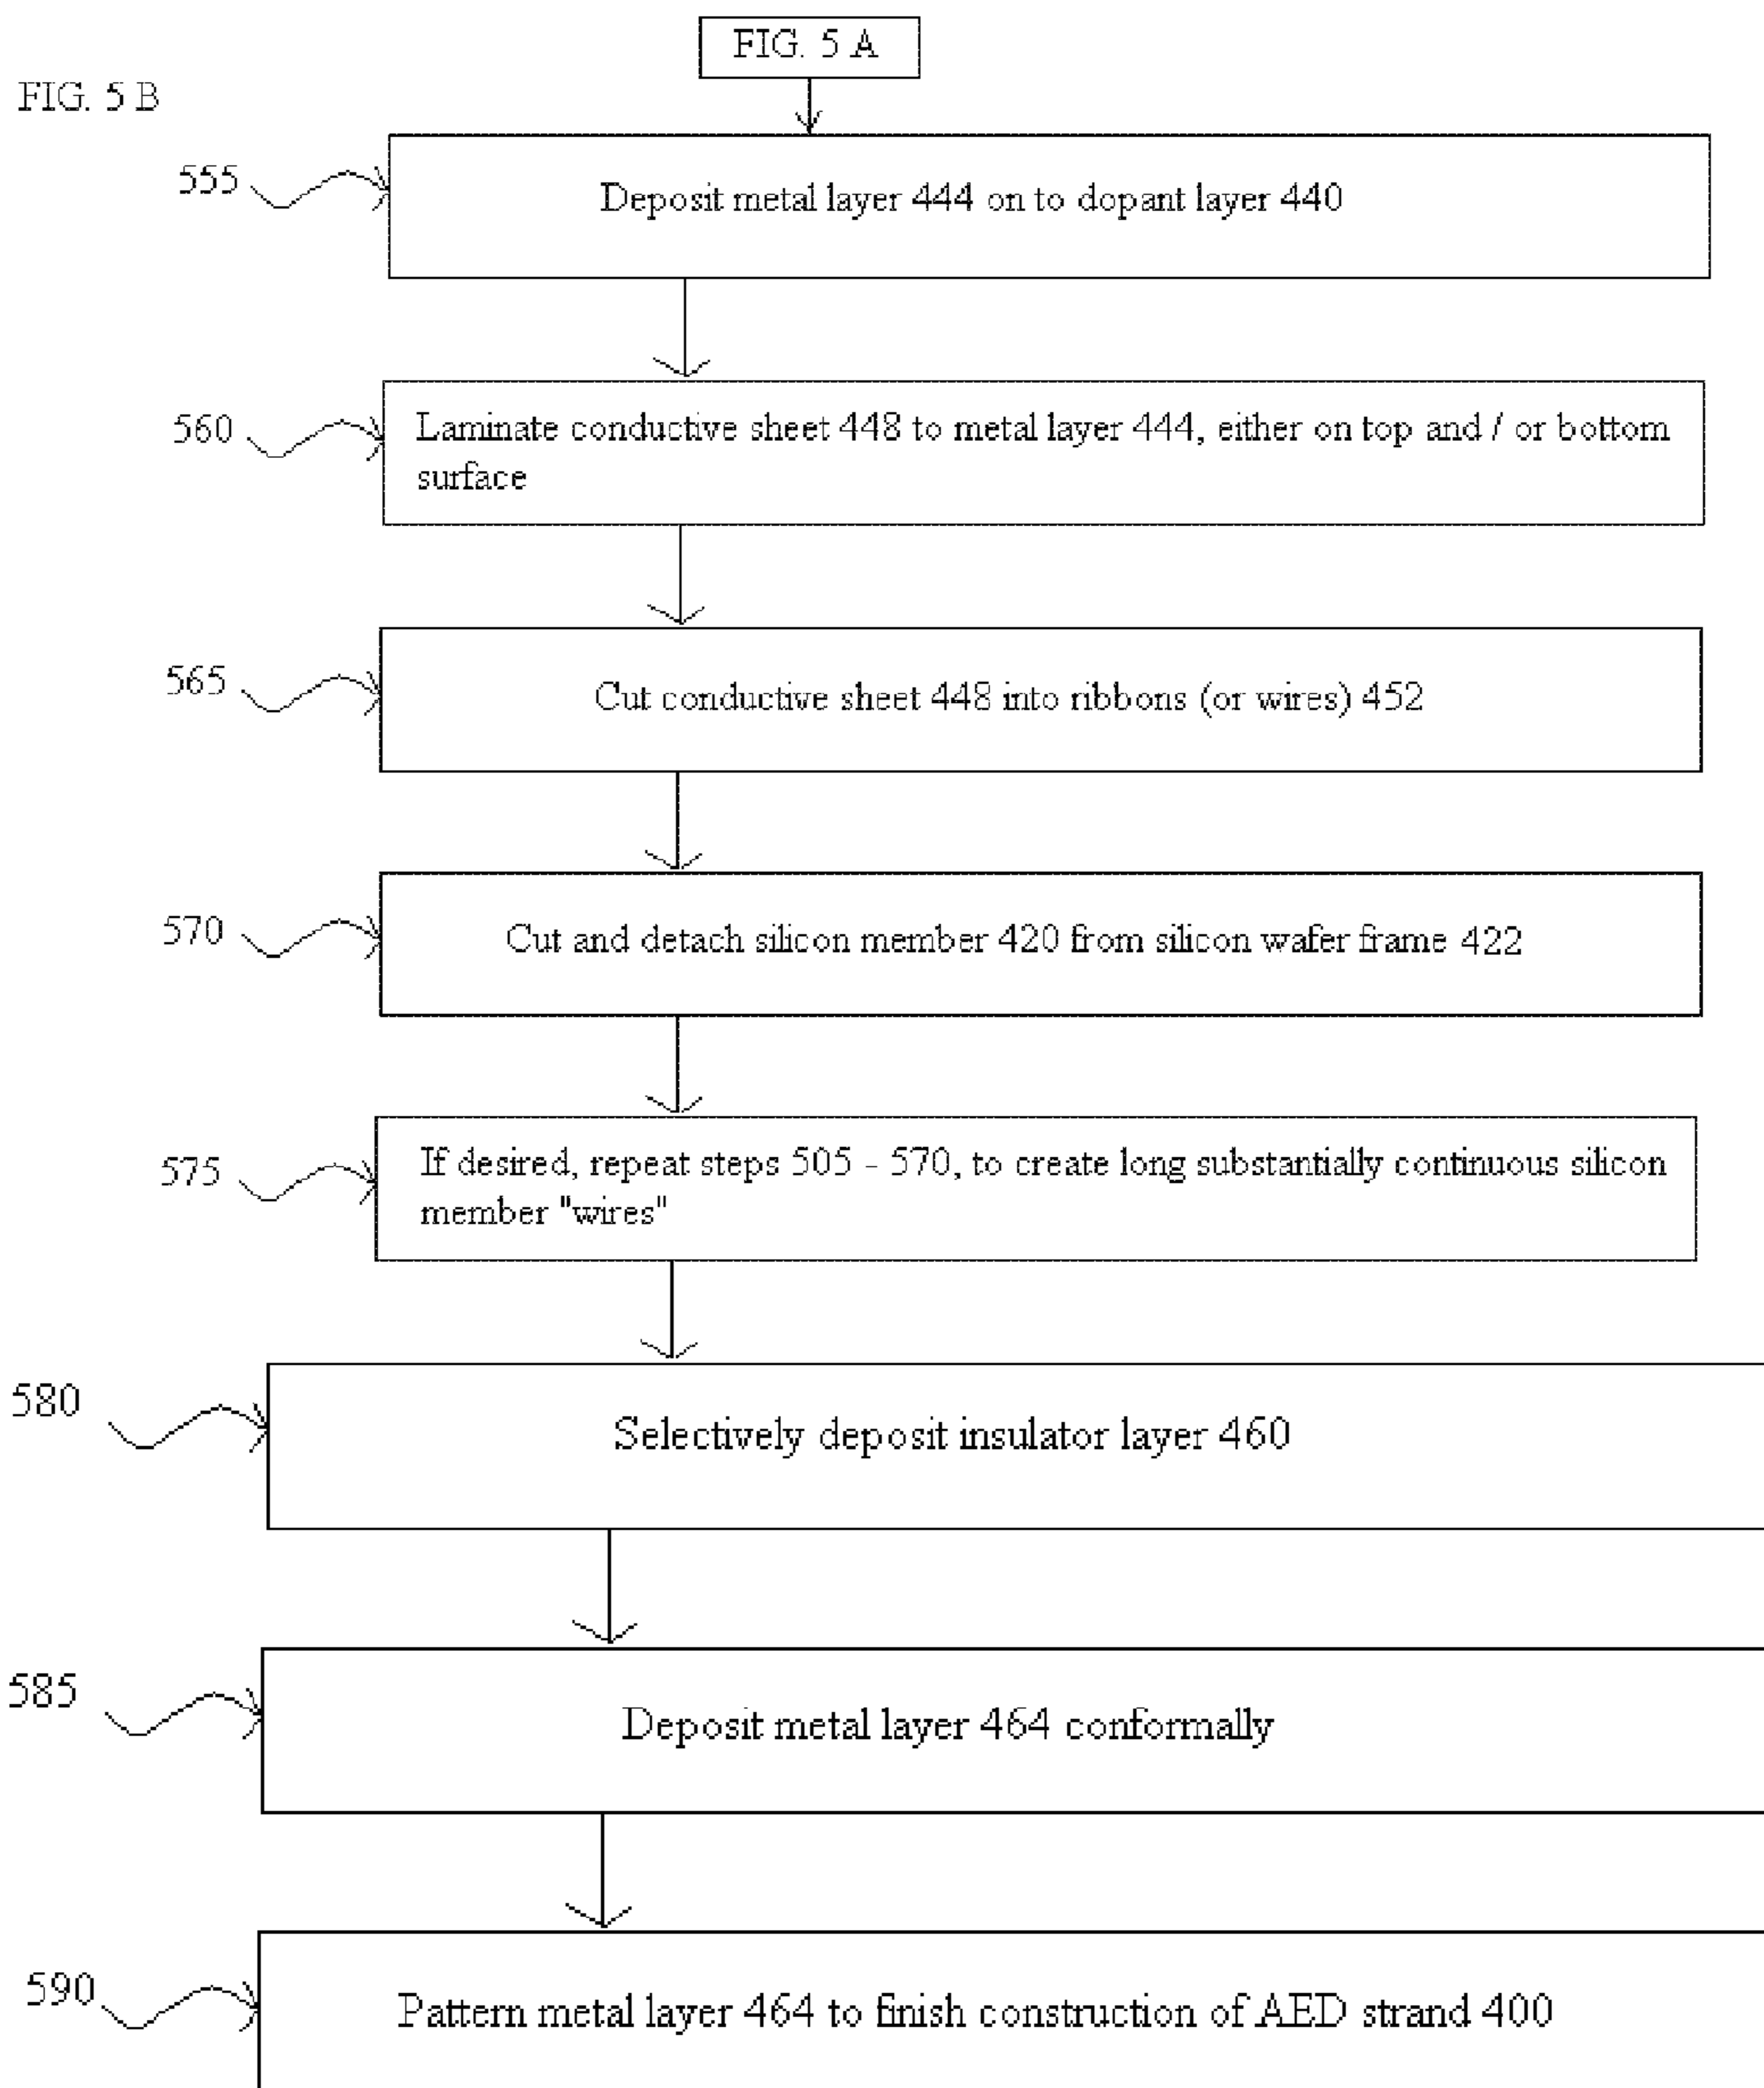 FIG. 5 A
FIG. 5 B
555
Deposit metal layer 444 on to dopant layer 440
560
Laminate conductive sheet 448 to metal layer 444, either on top and / or bottom
surface
565
Cut conductive sheet 448 into ribbons (or wires) 452
570
Cut and detach silicon member 420 from silicon wafer frame 422
575
If desired, repeat steps 505 - 570, to create long substantially continuous silicon
member "wires"
580
Selectively deposit insulator layer 460
585
Deposit metal layer 464 conformally
590
Pattern metal layer 464 to finish construction of AED strand 400